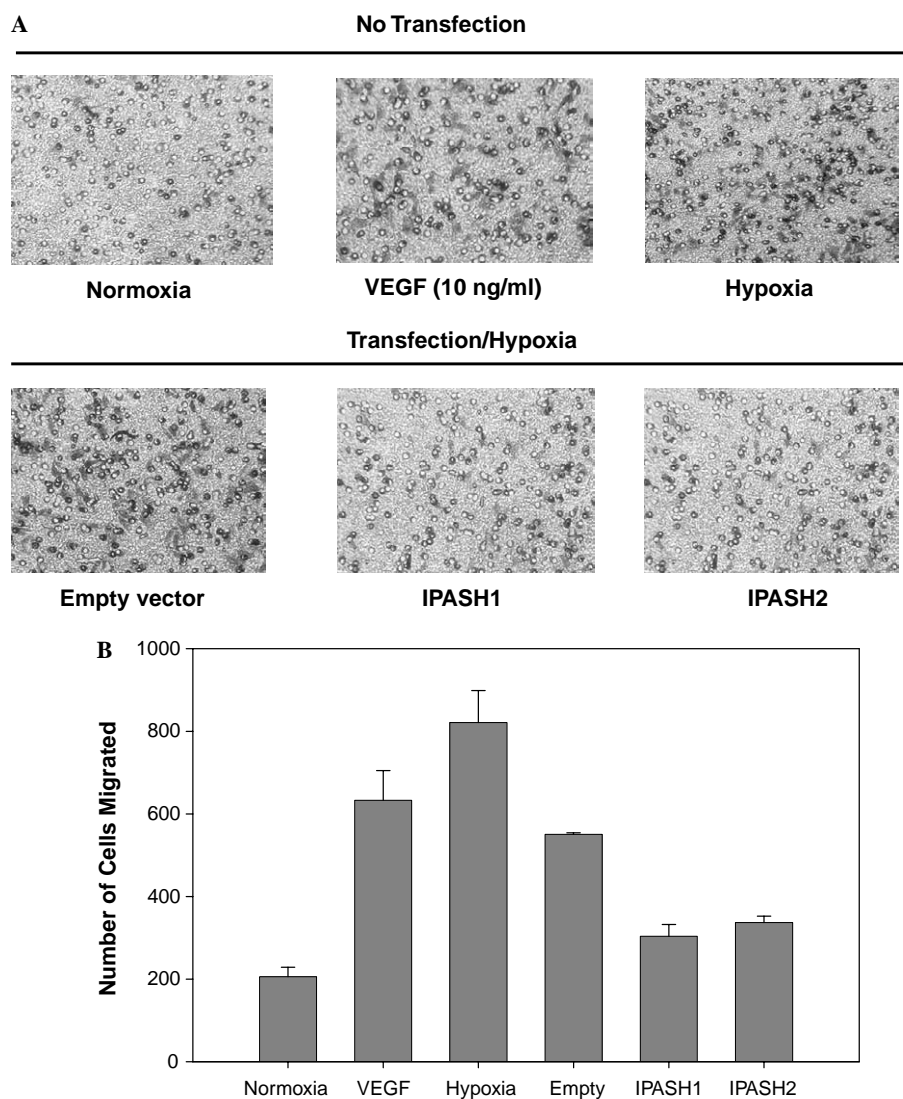 A
No Transfection
Normoxia
VEGF (10 ng/ml)
Hypoxia
Transfection/Hypoxia
Empty vector
IPASH1
IPASH2
B
Number of Cells Migrated
1000
800
600
400
200
0
Normoxia VEGF Hypoxia Empty IPASH1 IPASH2